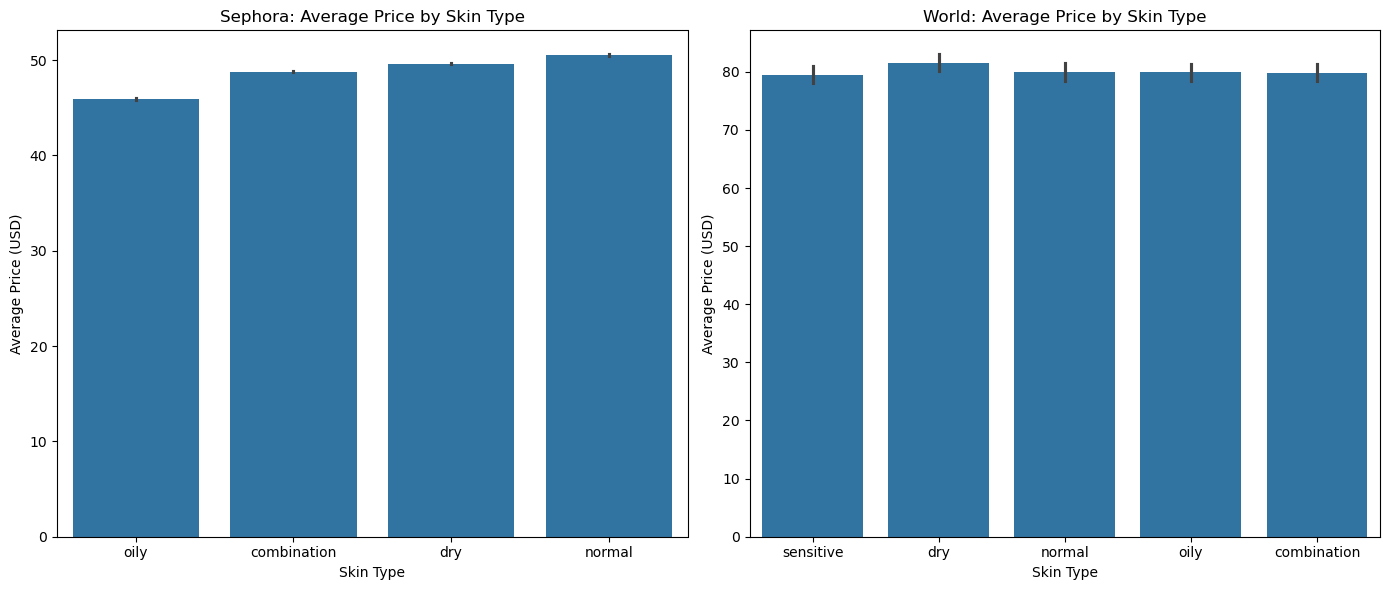 Sephora: Average Price by Skin Type
Average Price (USD)
50
40
30
20
10
0
oily combination dry normal
Skin Type
World: Average Price by Skin Type
Average Price (USD)
80
70
60
50
40
30
20
10
0
sensitive dry normal oily combination
Skin Type